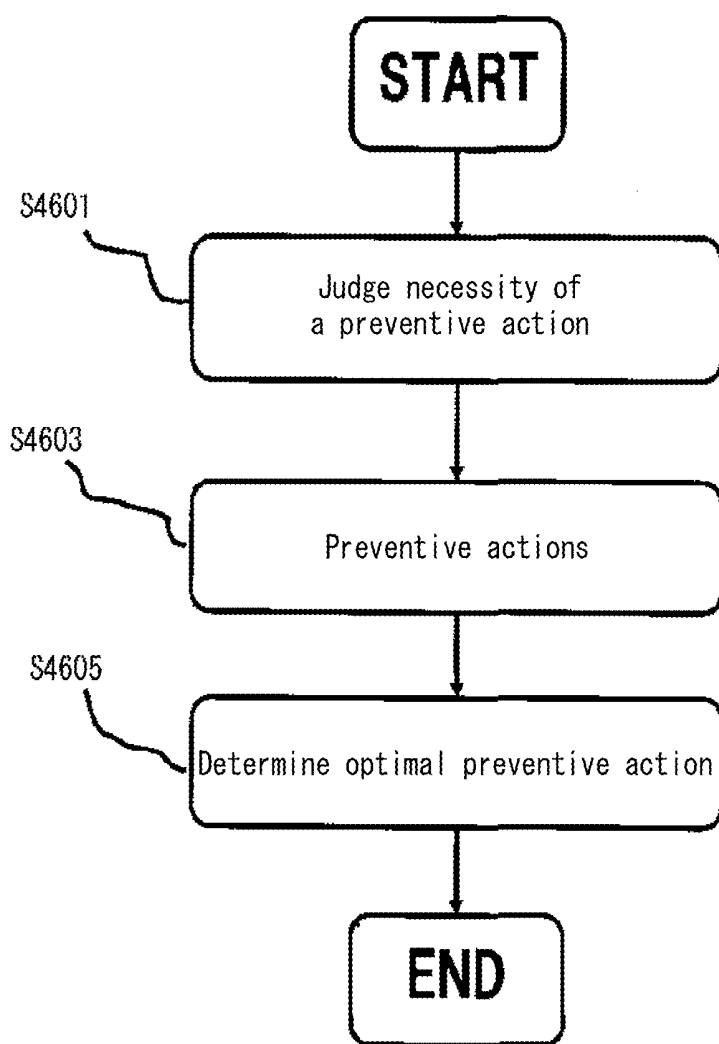 START
S4601
Judge necessity of
a preventive action
S4603
Preventive actions
S4605
Determine optimal preventive action
END